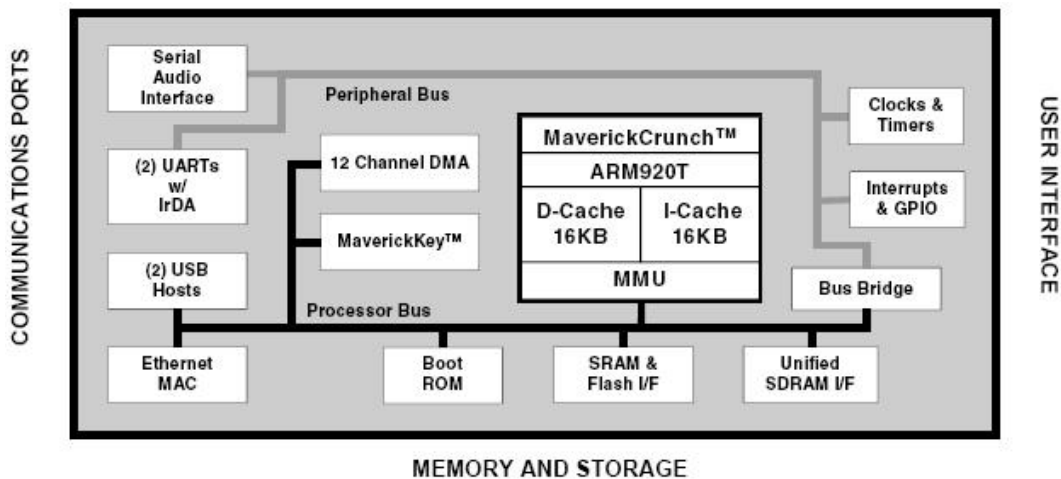 COMMUNICATIONS PORTS
Serial
Audio
Interface
Peripheral Bus
(2) UARTs
w/
IrDA
12 Channel DMA
MaverickKey™
(2) USB
Hosts
Processor Bus
MaverickCrunch™
ARM920T
D-Cache
16KB
I-Cache
16KB
MMU
Clocks &
Timers
Interrupts
& GPIO
Bus Bridge
Ethernet
MAC
Boot
ROM
SRAM &
Flash I/F
Unified
SDRAM I/F
USER INTERFACE
MEMORY AND STORAGE